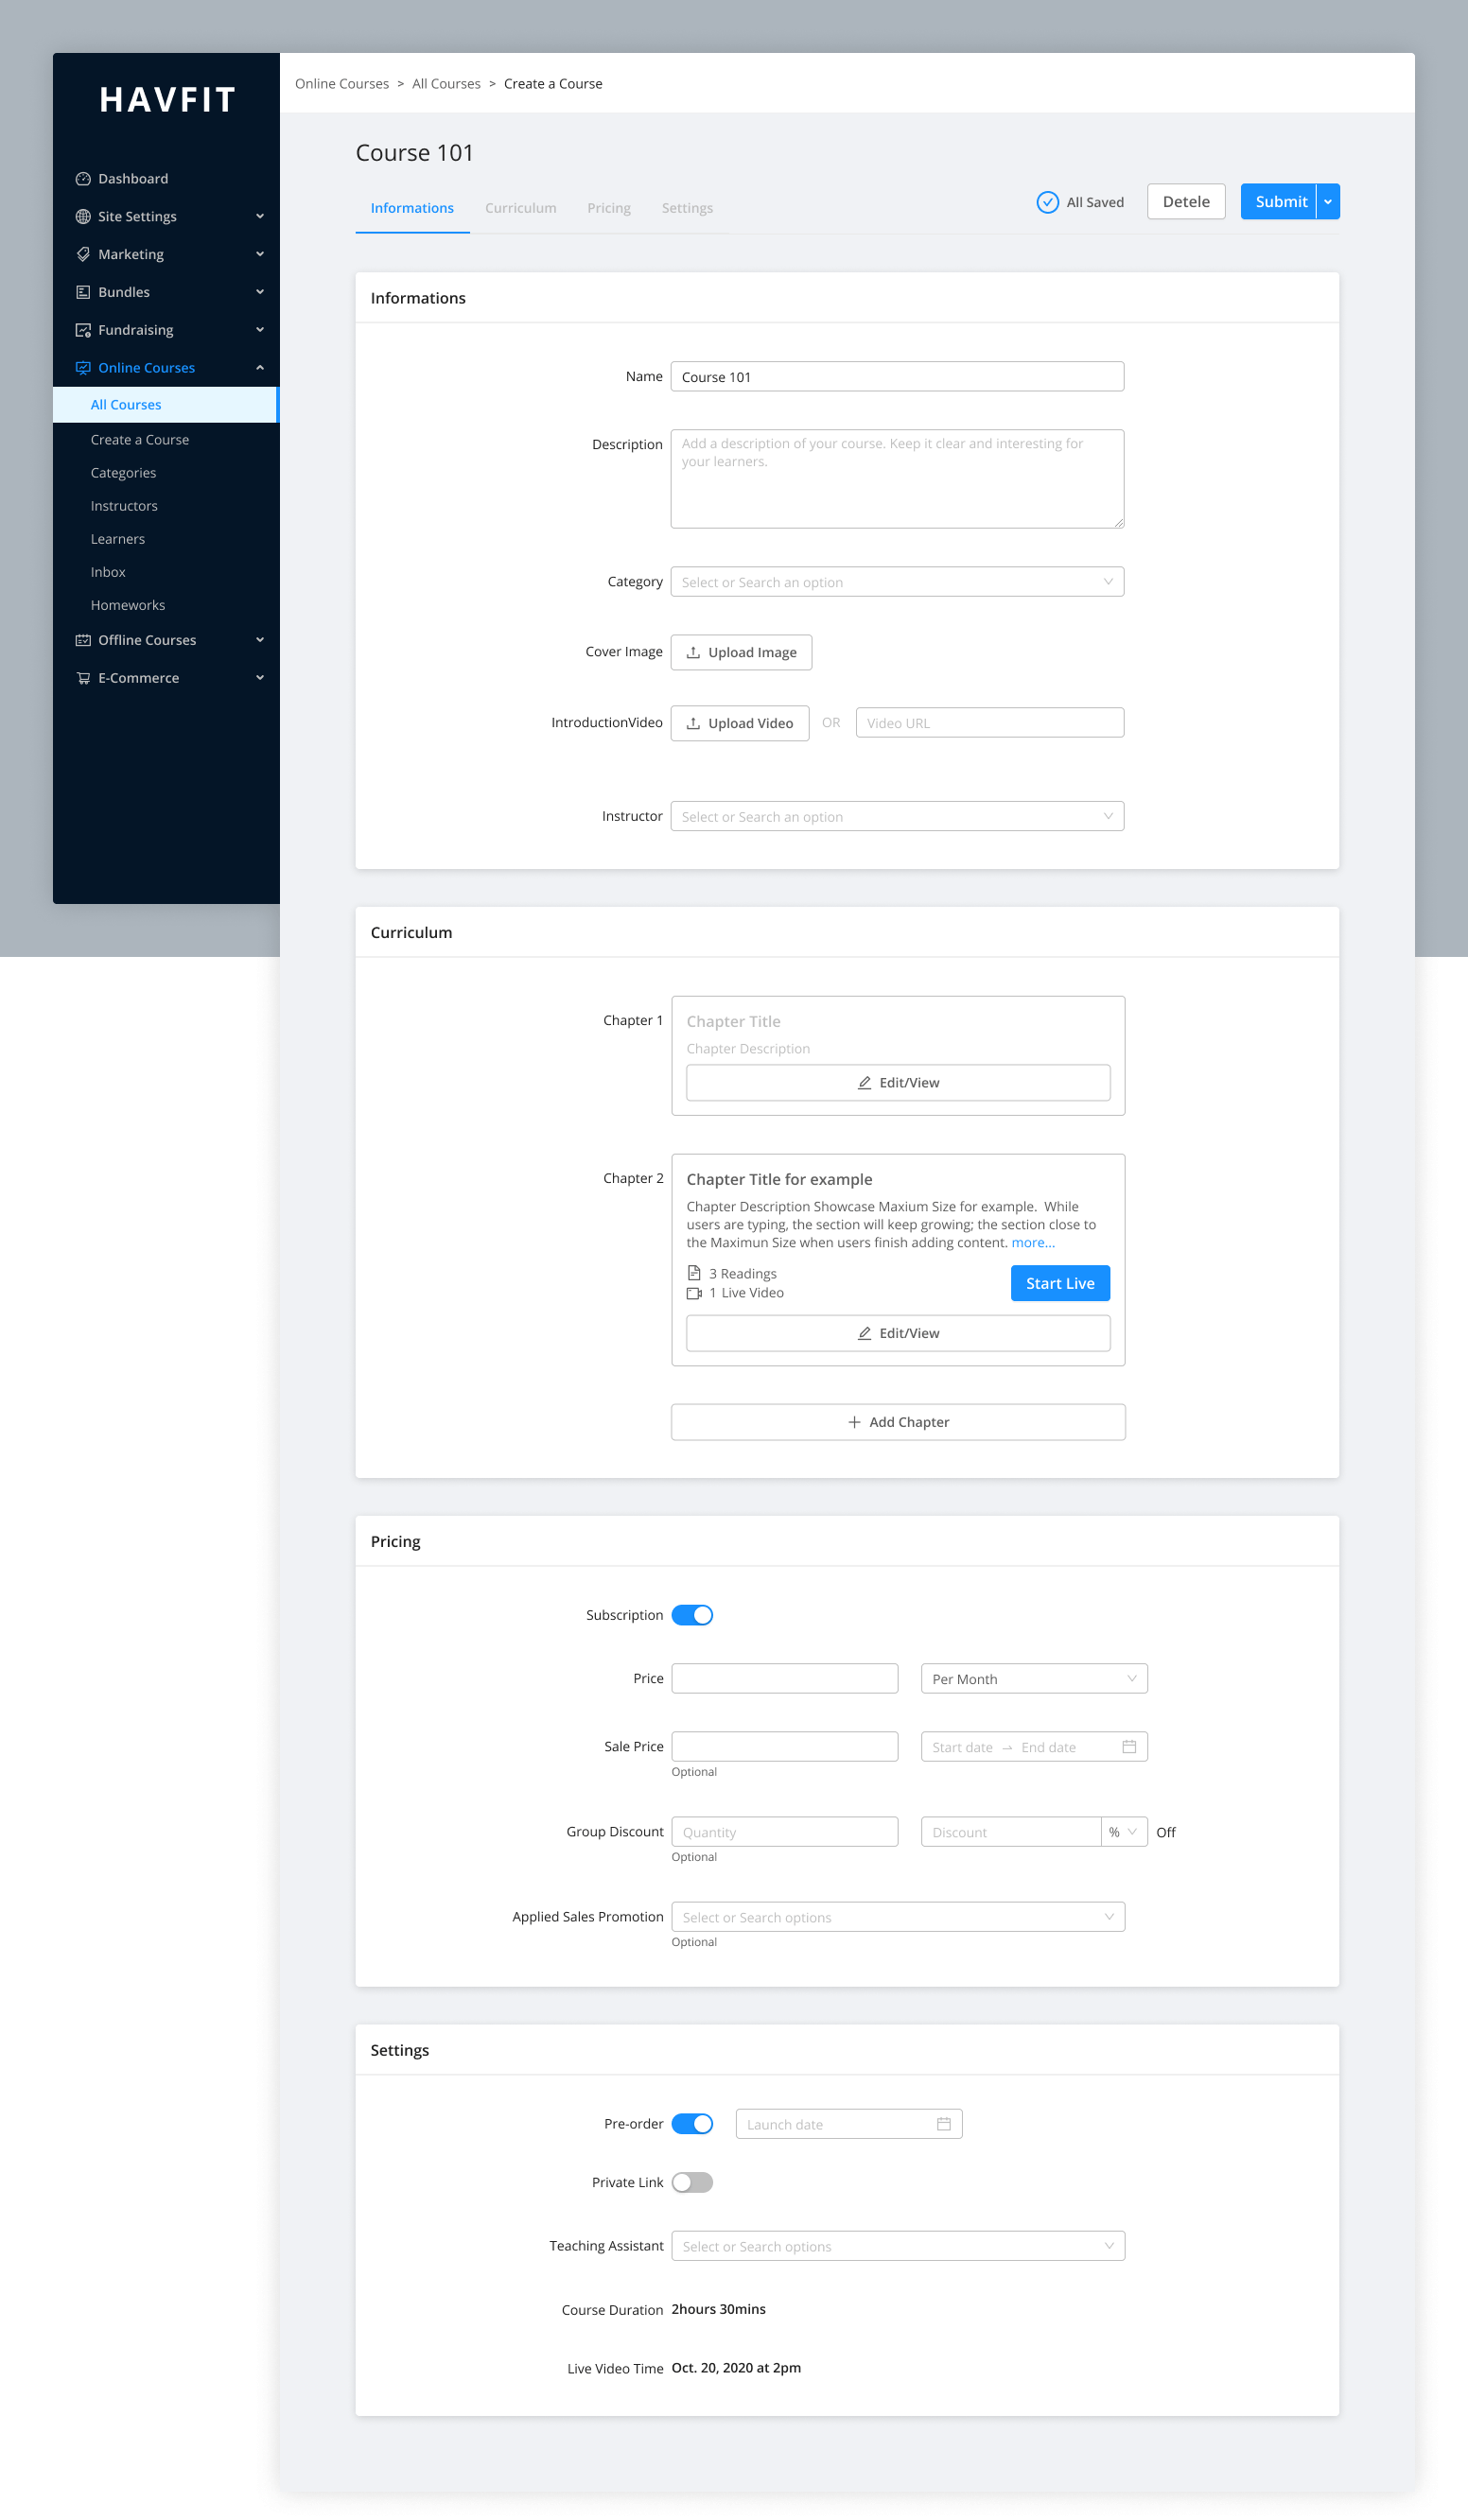 HAVFIT
Dashboard
Site Settings
Marketing
Bundles
Fundraising
Online Courses
All Courses
Create a Course
Categories
Instructors
Learners
Inbox
Homeworks
Offline Courses
E-Commerce
Online Courses > All Courses > Create a Course
Course 101
Informations Curriculum Pricing Settings
All Saved Detele Submit
Informations
Name Course 101
Description Add a description of your course. Keep it clear and interesting for
your learners.
Category Select or Search an option
Cover Image Upload Image
IntroductionVideo Upload Video OR Video URL
Instructor Select or Search an option
Curriculum
Chapter 1 Chapter Title
Chapter Description
Edit/View
Chapter 2 Chapter Title for example
Chapter Description Showcase Maxium Size for example. While
users are typing, the section will keep growing; the section close to
the Maximun Size when users finish adding content. more...
3 Readings
1 Live Video
Start Live
Edit/View
+ Add Chapter
Pricing
Subscription
Price Per Month
Sale Price Start date → End date
Optional
Group Discount Quantity Discount % Off
Optional
Applied Sales Promotion Select or Search options
Optional
Settings
Pre-order Launch date
Private Link
Teaching Assistant Select or Search options
Course Duration 2hours 30mins
Live Video Time Oct. 20, 2020 at 2pm